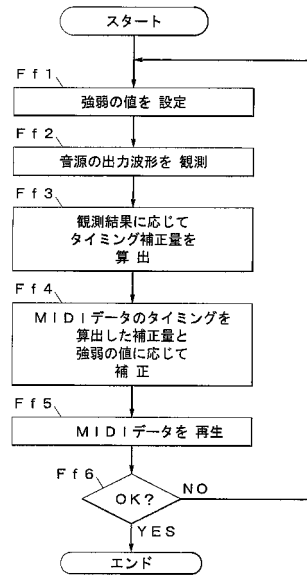 スタート
Ff1
強弱の値を 設定
Ff2
音源の出力波形を 観測
Ff3
観測結果に応じて
タイミング補正量を
算 出
Ff4
MIDIデータのタイミングを
算出した補正量と
強弱の値に応じて
補 正
Ff5
MIDIデータを 再生
Ff6
OK?
NO
YES
エンド